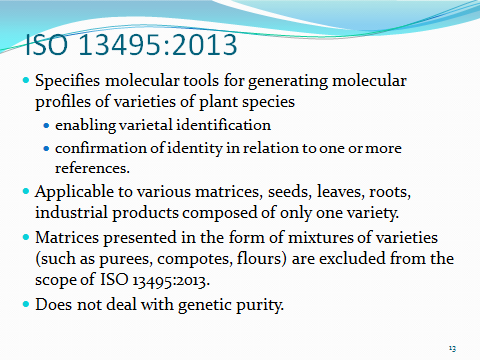 ISO 13495:2013
Specifies molecular tools for generating molecular
profiles of varieties of plant species
enabling varietal identification
confirmation of identity in relation to one or more
references.
Applicable to various matrices, seeds, leaves, roots,
industrial products composed of only one variety.
Matrices presented in the form of mixtures of varieties
(such as purees, compotes, flours) are excluded from the
scope of ISO 13495:2013.
Does not deal with genetic purity.
13